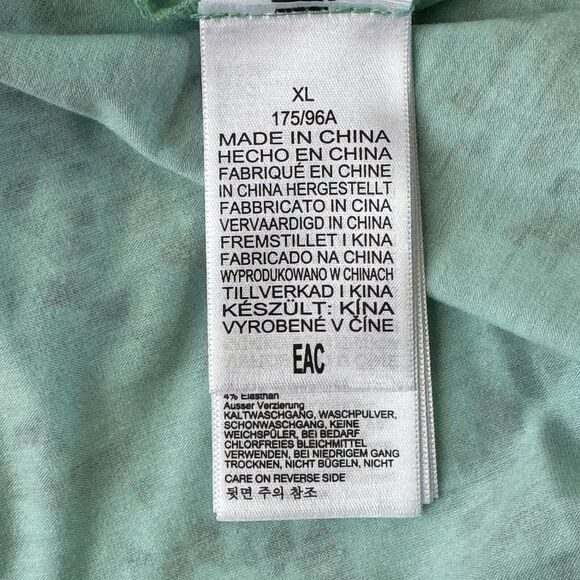 XL
175/96A
MADE IN CHINA
HECHO EN CHINA
FABRIQUÉ EN CHINE
IN CHINA HERGESTELLT
FABBRICATO IN CINA
VERVAARDIGD IN CHINA
FREMSTILLET I KINA
FABRICADO NA CHINA
WYPRODUKOWANO W CHINACH
TILLVERKAD I KINA
KÉSZÜLT: KÍNA
VYROBENÉ V ČÍNE
EAC
4% Elasthan
Ausser Verzierung
KALTWASCHGANG, WASCHPULVER,
SCHONWASCHGANG, KEINE
WEICHSPÜLER, BEI BEDARF
CHLORFREIES BLEICHMITTEL
VERWENDEN, BEI NIEDRIGEM GANG
TROCKNEN, NICHT BÜGELN, NICHT
CARE ON REVERSE SIDE
뒷면 주의 참조